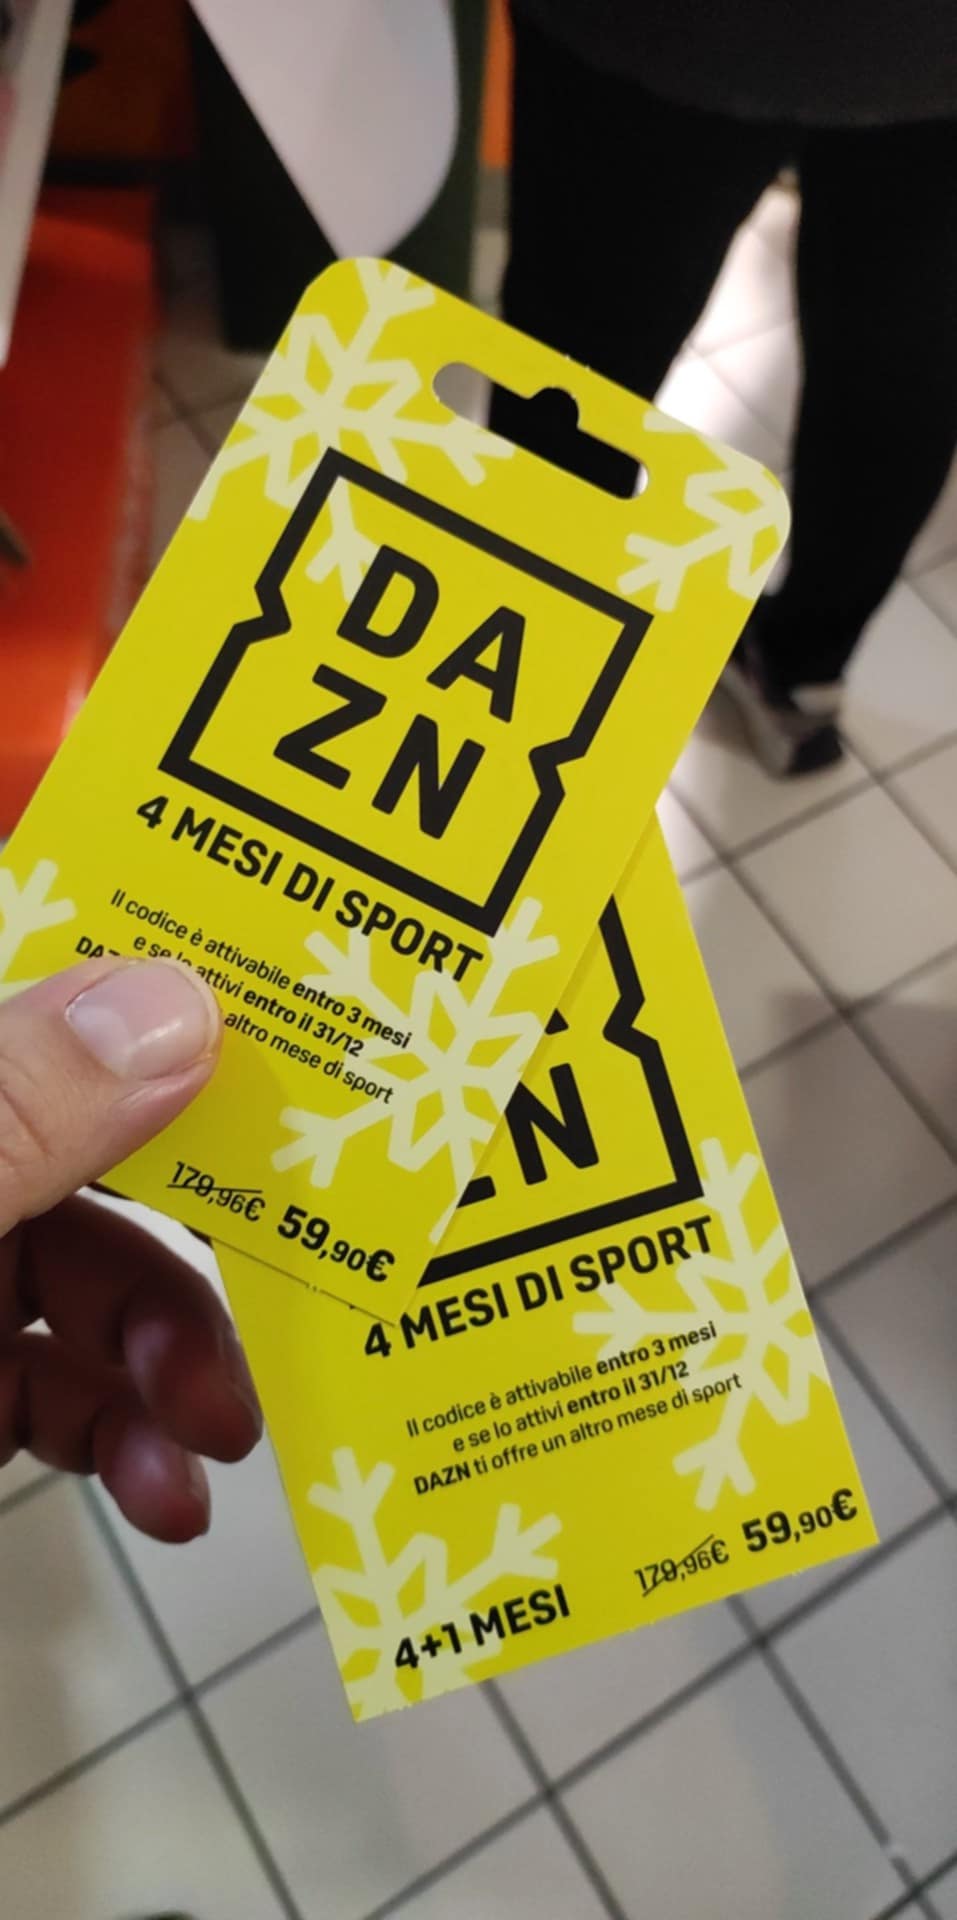 DA
ZN
4 MESI DI SPORT
Il codice è attivabile entro 3 mesi
e se lo attivi entro il 31/12
altro mese di sport
179,96€ 59,90€
N
4 MESI DI SPORT
Il codice è attivabile entro 3 mesi
e se lo attivi entro il 31/12
DAZN ti offre un altro mese di sport
179,96€ 59,90€
4+1 MESI